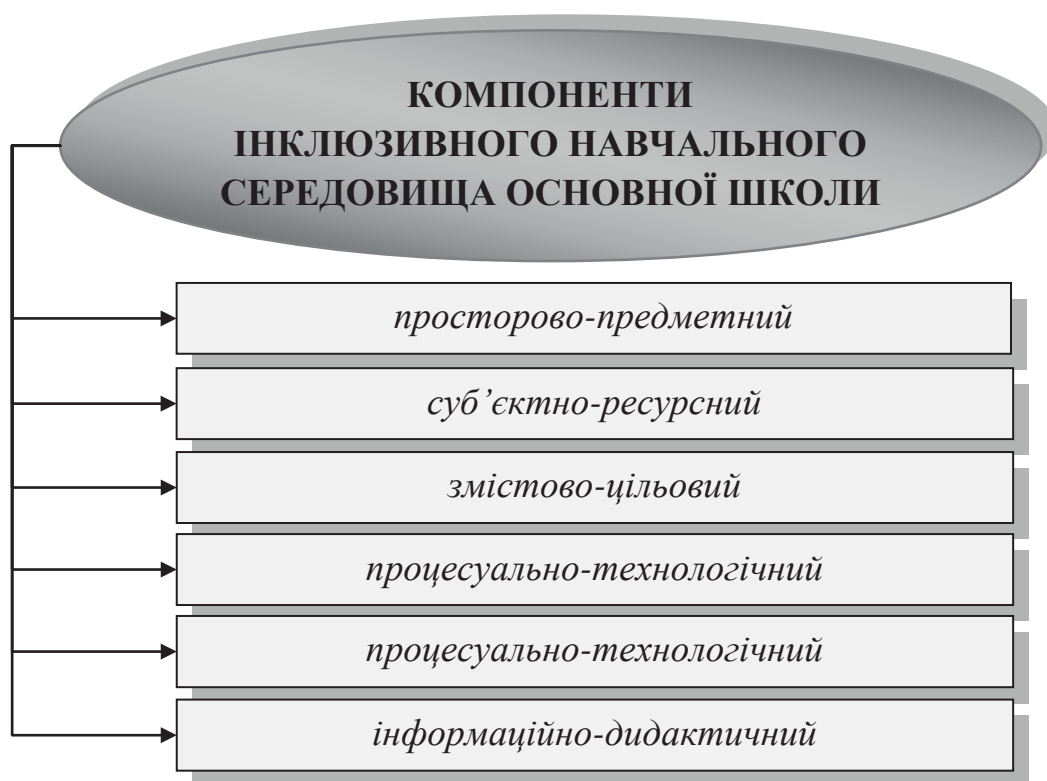 КОМПОНЕНТИ
ІНКЛЮЗИВНОГО НАВЧАЛЬНОГО
СЕРЕДОВИЩА ОСНОВНОЇ ШКОЛИ
просторово-предметний
суб’єктно-ресурсний
змістово-цільовий
процесуально-технологічний
процесуально-технологічний
інформаційно-дидактичний